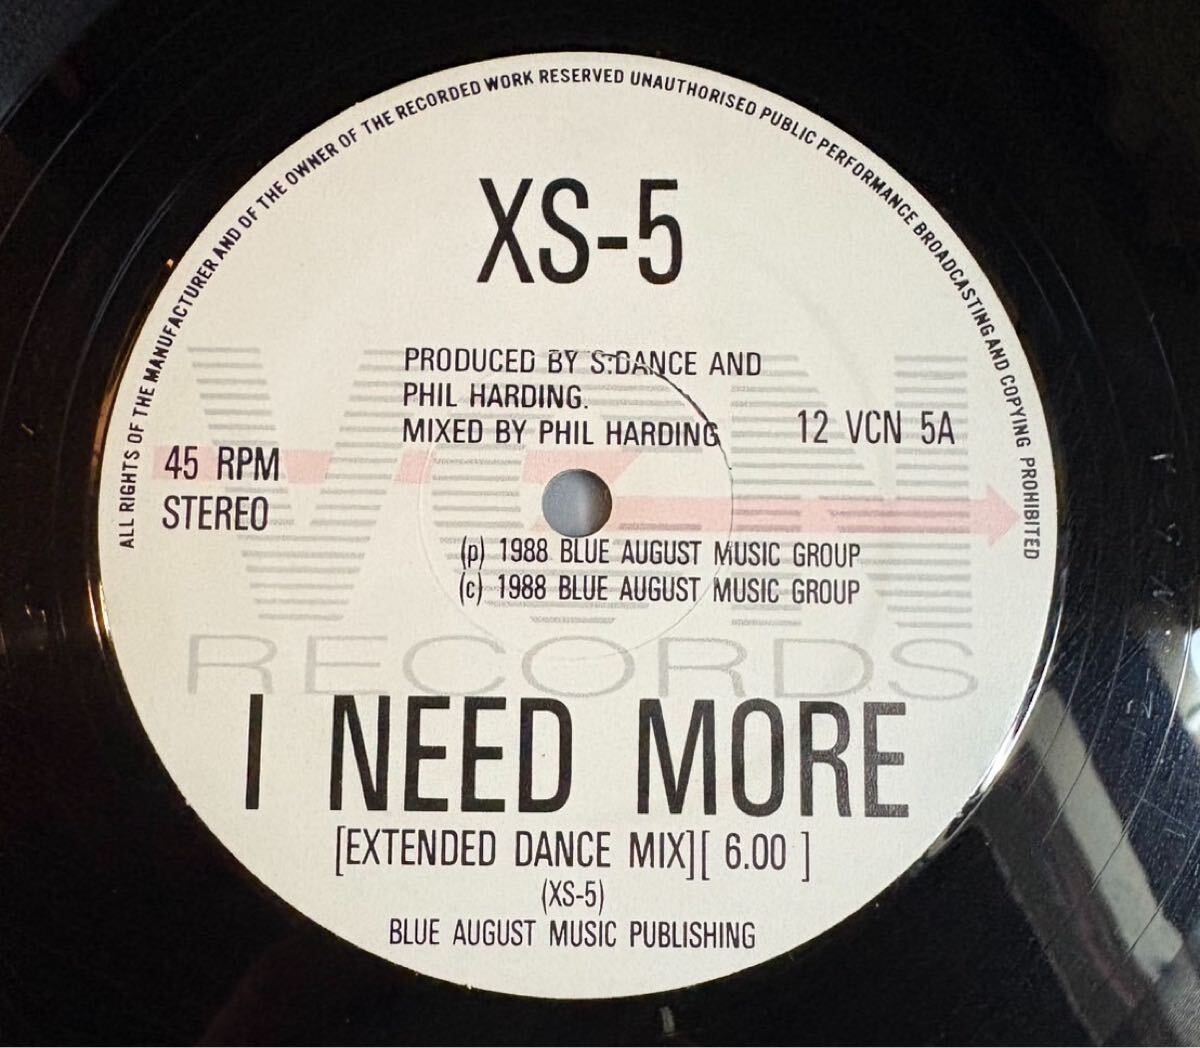 ALL RIGHTS OF THE MANUFACTURER AND OF THE OWNER OF THE RECORDED WORK RESERVED UNAUTHORISED PUBLIC PERFORMANCE BROADCASTING AND COPYING PROHIBITED
XS-5
PRODUCED BY S.DANCE AND
PHIL HARDING.
MIXED BY PHIL HARDING
12 VCN 5A
45 RPM
STEREO
VCN
(p) 1988 BLUE AUGUST MUSIC GROUP
(c) 1988 BLUE AUGUST MUSIC GROUP
RECORDS
I NEED MORE
[EXTENDED DANCE MIX][ 6.00 ]
(XS-5)
BLUE AUGUST MUSIC PUBLISHING